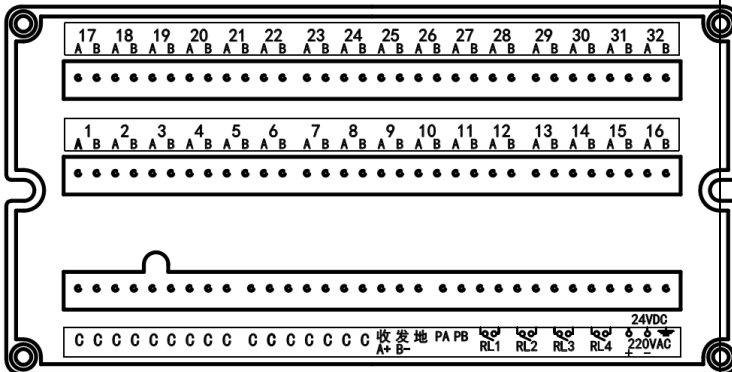 17 18 19 20 21 22 23 24 25 26 27 28 29 30 31 32
A B A B A B A B A B A B A B A B A B A B A B A B A B A B A B A B
1 2 3 4 5 6 7 8 9 10 11 12 13 14 15 16
A B A B A B A B A B A B A B A B A B A B A B A B A B A B A B A B
24VDC
C C C C C C C C C C C C C C C C 收 发 地 PA PB
A+ B- RL1 RL2 RL3 RL4 220VAC
+ -